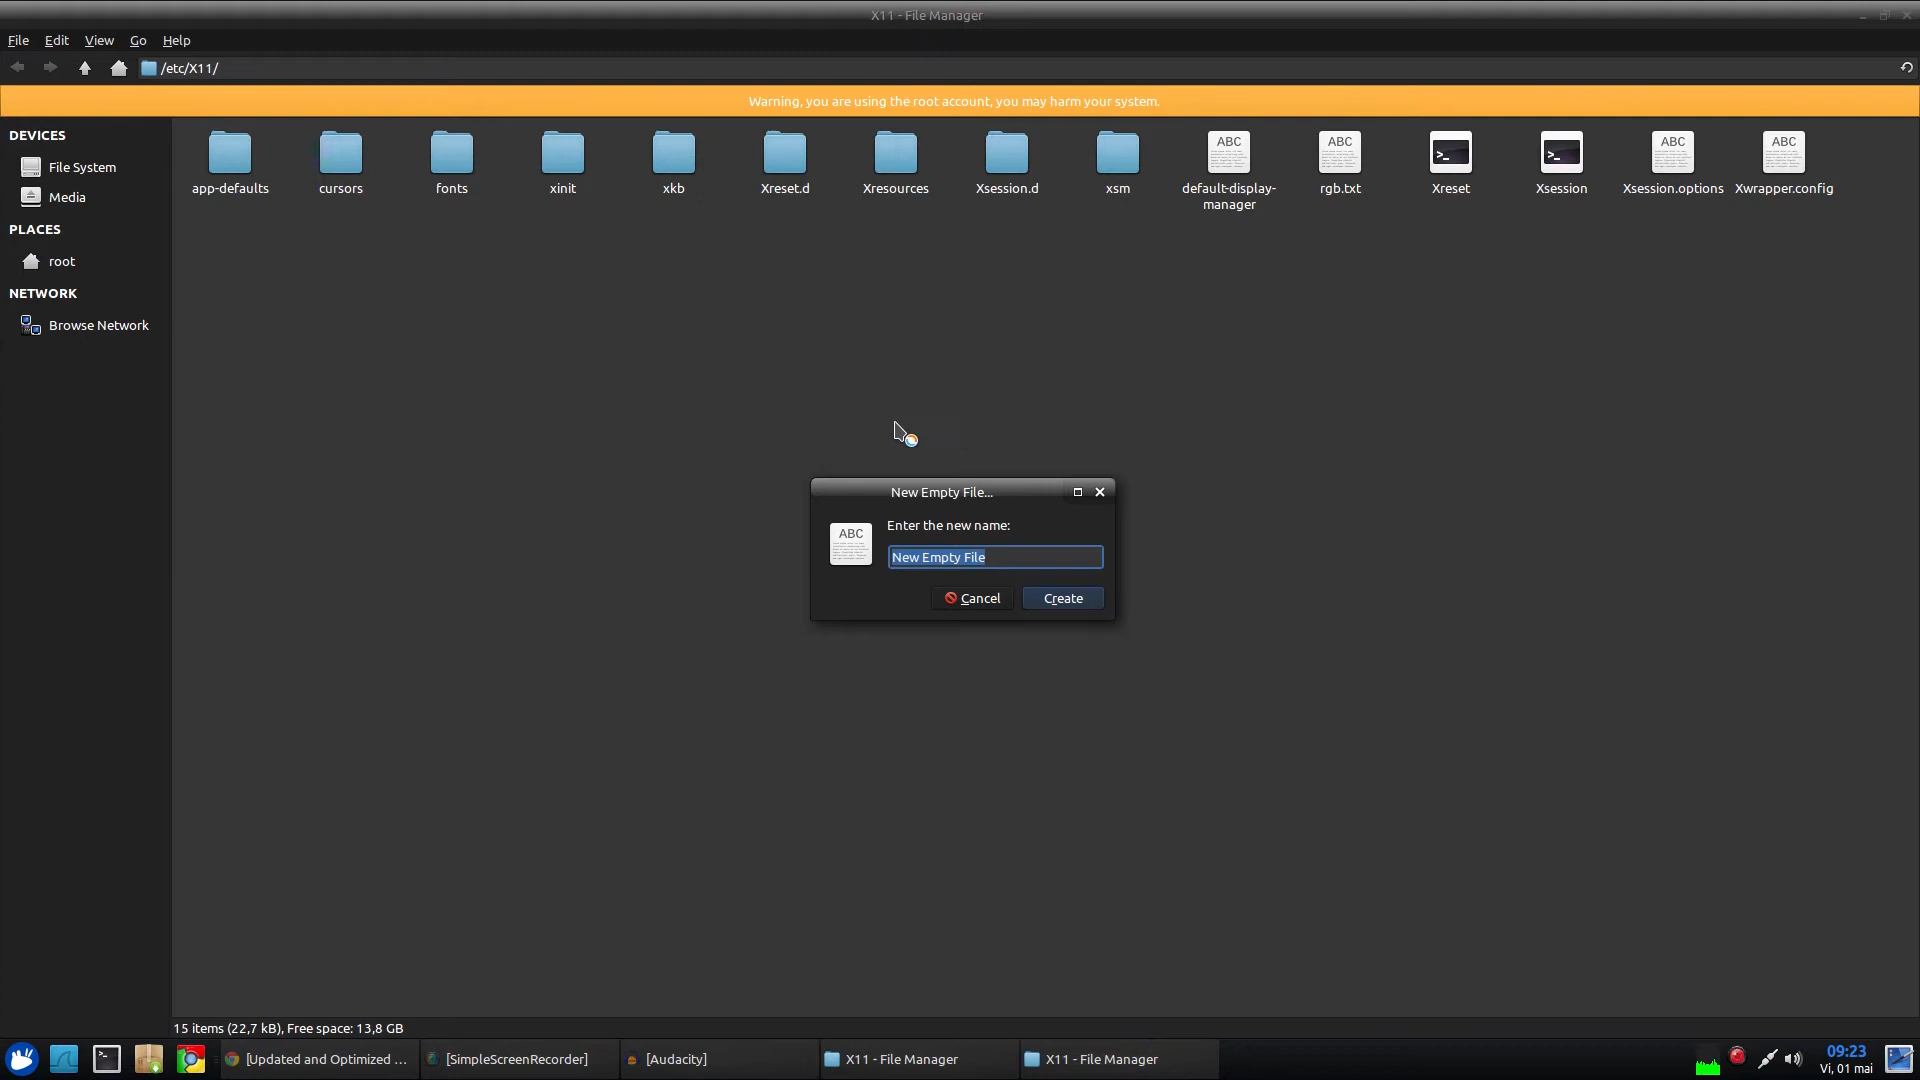 X11 - File Manager
File Edit View Go Help
/etc/X11/
Warning, you are using the root account, you may harm your system.
DEVICES
File System
Media
PLACES
root
NETWORK
Browse Network
app-defaults cursors fonts xinit xkb Xreset.d Xresources Xsession.d xsm default-display- rgb.txt Xreset Xsession Xsession.options Xwrapper.config
manager
ABC ABC ABC ABC
New Empty File...
Enter the new name:
ABC
New Empty File
Cancel Create
15 items (22,7 kB), Free space: 13,8 GB
[Updated and Optimized ... [SimpleScreenRecorder] [Audacity] X11 - File Manager X11 - File Manager
09:23
Vi, 01 mai